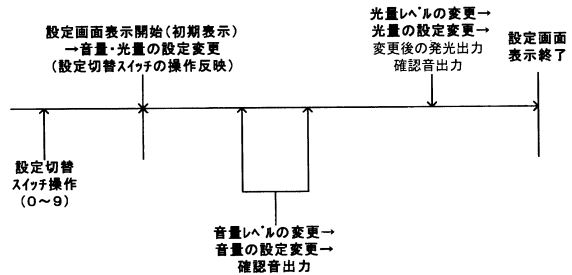 設定画面表示開始(初期表示)
→音量・光量の設定変更
(設定切替スイッチの操作反映)
光量ﾚﾍﾞﾙの変更→
光量の設定変更→
変更後の発光出力
確認音出力
設定画面
表示終了
設定切替
ｽｲｯﾁ操作
(0～9)
音量ﾚﾍﾞﾙの変更→
音量の設定変更→
確認音出力